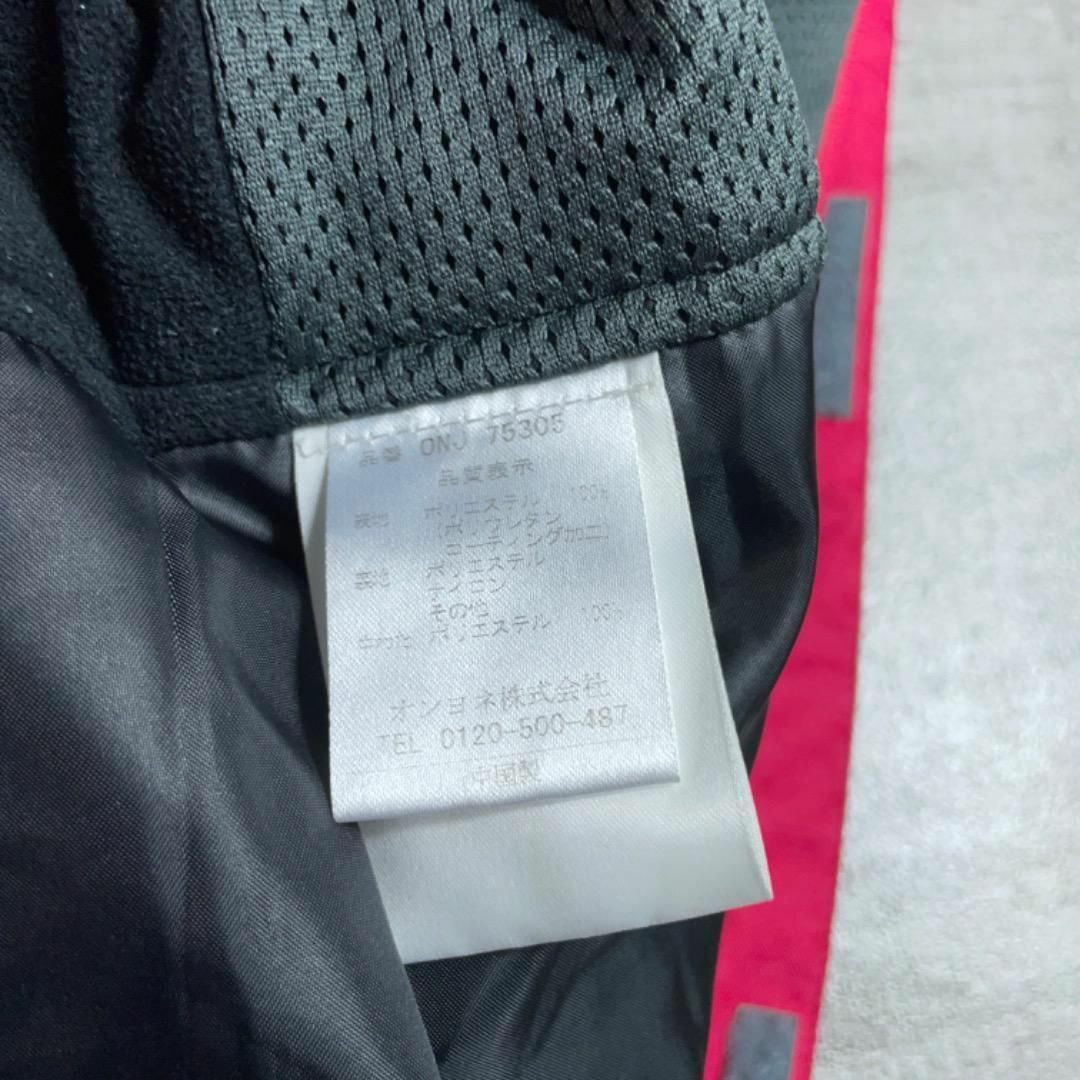 品番 ONJ 75305
品質表示
表地 ポリエステル 100%
(ポリウレタン
コーティング加工)
裏地 ポリエステル
ナイロン
その他
中わた ポリエステル 100%
オンヨネ株式会社
TEL 0120-500-487
中国製